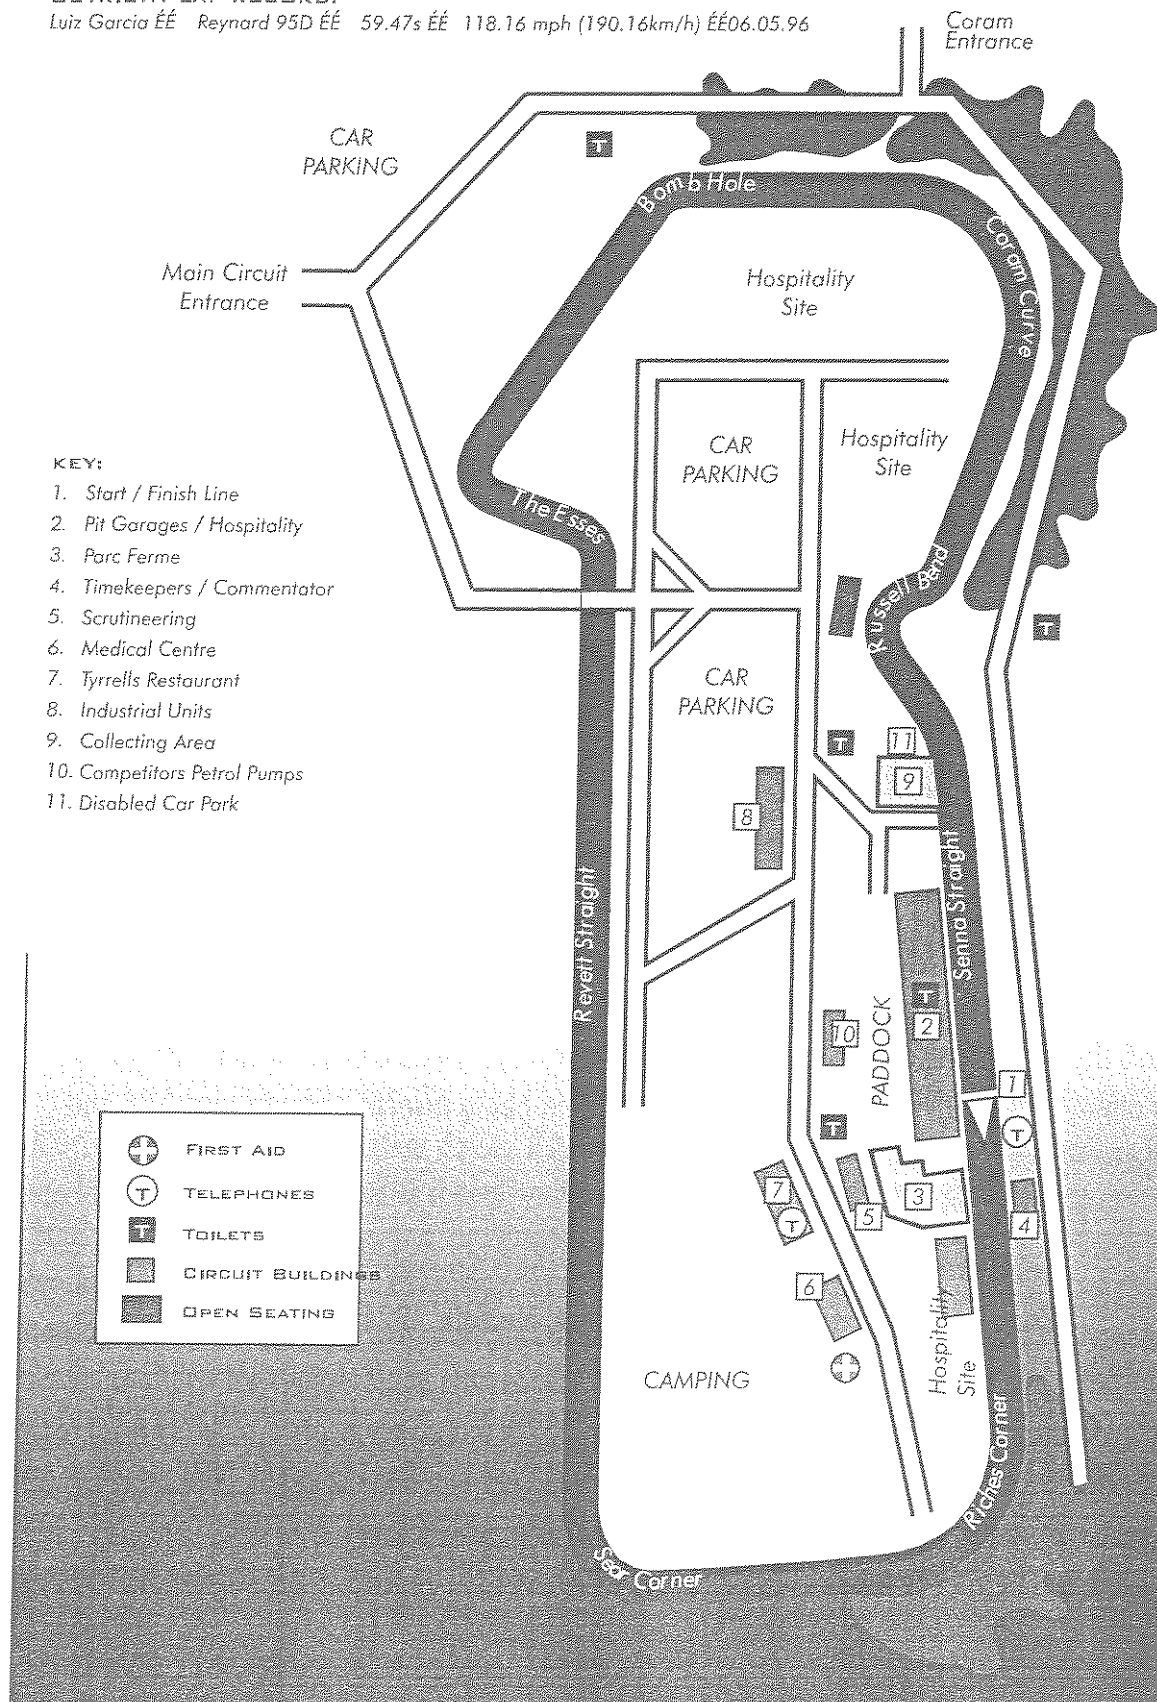 Luiz Garcia ÉÉ Reynard 95D ÉÉ 59.47s ÉÉ 118.16 mph (190.16km/h) ÉÉ06.05.96
Coram
Entrance
CAR
PARKING
T
Bomb Hole
Coram Curve
Main Circuit
Entrance
Hospitality
Site
CAR
PARKING
Hospitality
Site
KEY:
1. Start / Finish Line
2. Pit Garages / Hospitality
3. Parc Ferme
4. Timekeepers / Commentator
5. Scrutineering
6. Medical Centre
7. Tyrrells Restaurant
8. Industrial Units
9. Collecting Area
10. Competitors Petrol Pumps
11. Disabled Car Park
The Esses
Russell Bend
T
CAR
PARKING
T
11
9
8
Revett Straight
Senna Straight
T
2
10
PADDOCK
1
T
T
7
T
5
3
4
6
Hospitality
Site
CAMPING
FIRST AID
T TELEPHONES
T TOILETS
CIRCUIT BUILDINGS
OPEN SEATING
Riches Corner
Sear Corner